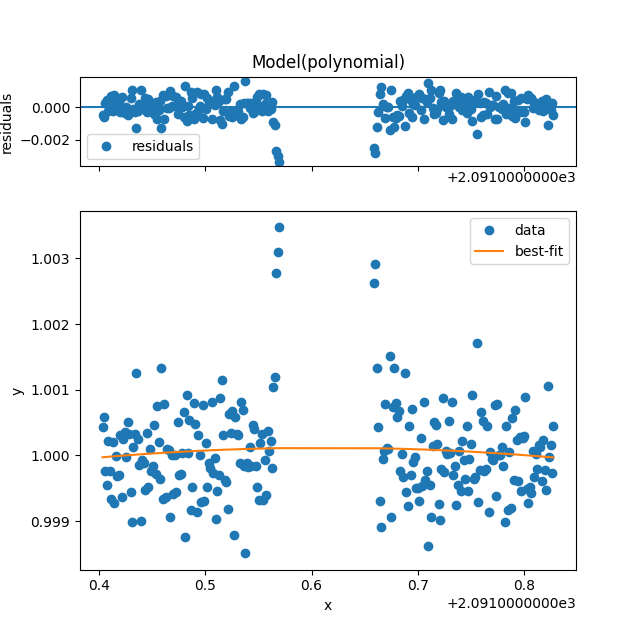 Model(polynomial)
residuals
0.000
−0.002
residuals
+2.0910000000e3
data
best-fit
y
1.003
1.002
1.001
1.000
0.999
0.4 0.5 0.6 0.7 0.8
x
+2.0910000000e3